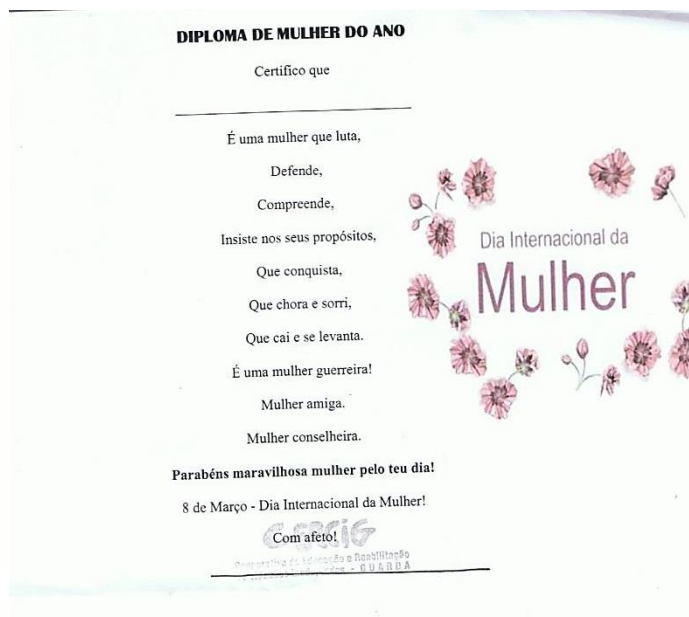 DIPLOMA DE MULHER DO ANO
Certifico que
É uma mulher que luta,
Defende,
Compreende,
Insiste nos seus propósitos,
Que conquista,
Que chora e sorri,
Que cai e se levanta.
É uma mulher guerreira!
Mulher amiga.
Mulher conselheira.
Parabéns maravilhosa mulher pelo teu dia!
8 de Março - Dia Internacional da Mulher!
Com afeto!
e Reabilitação
- GUARDA
Dia Internacional da
Mulher